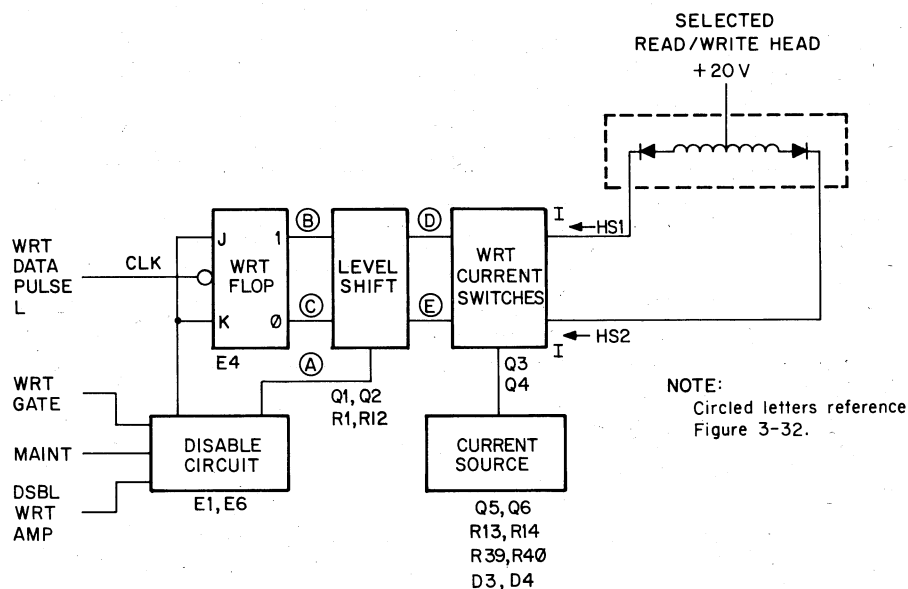 SELECTED
READ/WRITE HEAD
+20V
WRT
DATA
PULSE
L
CLK
J
1
WRT
FLOP
K
Ø
E4
B
C
A
LEVEL
SHIFT
Q1, Q2
R1, R12
D
E
WRT
CURRENT
SWITCHES
I
HS1
HS2
I
Q3
Q4
WRT
GATE
MAINT
DSBL
WRT
AMP
DISABLE
CIRCUIT
E1, E6
CURRENT
SOURCE
Q5, Q6
R13, R14
R39, R40
D3, D4
NOTE:
Circled letters reference
Figure 3-32.